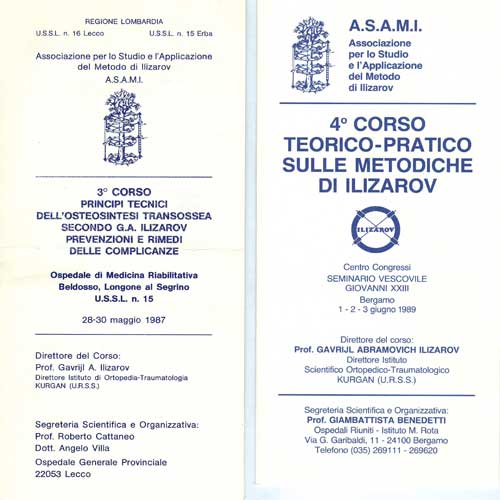 REGIONE LOMBARDIA
U.S.S.L. n. 16 Lecco U.S.S.L. n. 15 Erba
Associazione per lo Studio e l'Applicazione
del Metodo di Ilizarov
A.S.A.M.I.
3° CORSO
PRINCIPI TECNICI
DELL'OSTEOSINTESI TRANSOSSEA
SECONDO G.A. ILIZAROV
PREVENZIONI E RIMEDI
DELLE COMPLICANZE
Ospedale di Medicina Riabilitativa
Beldosso, Longone al Segrino
U.S.S.L. n. 15
28-30 maggio 1987
Direttore del Corso:
Prof. Gavrijl A. Ilizarov
Direttore Istituto di Ortopedia-Traumatologia
KURGAN (U.R.S.S.)
Segreteria Scientifica e Organizzativa:
Prof. Roberto Cattaneo
Dott. Angelo Villa
Ospedale Generale Provinciale
22053 Lecco
A.S.A.M.I.
Associazione
per lo Studio
e l'Applicazione
del Metodo
di Ilizarov
4° CORSO
TEORICO-PRATICO
SULLE METODICHE
DI ILIZAROV
ILIZAROV
Centro Congressi
SEMINARIO VESCOVILE
GIOVANNI XXIII
Bergamo
1 - 2 - 3 giugno 1989
Direttore del corso:
Prof. GAVRIJL ABRAMOVICH ILIZAROV
Direttore Istituto
Scientifico Ortopedico-Traumatologico
KURGAN (U.R.S.S.)
Segreteria Scientifica e Organizzativa:
Prof. GIAMBATTISTA BENEDETTI
Ospedali Riuniti - Istituto M. Rota
Via G. Garibaldi, 11 - 24100 Bergamo
Telefono (035) 269111 - 269620